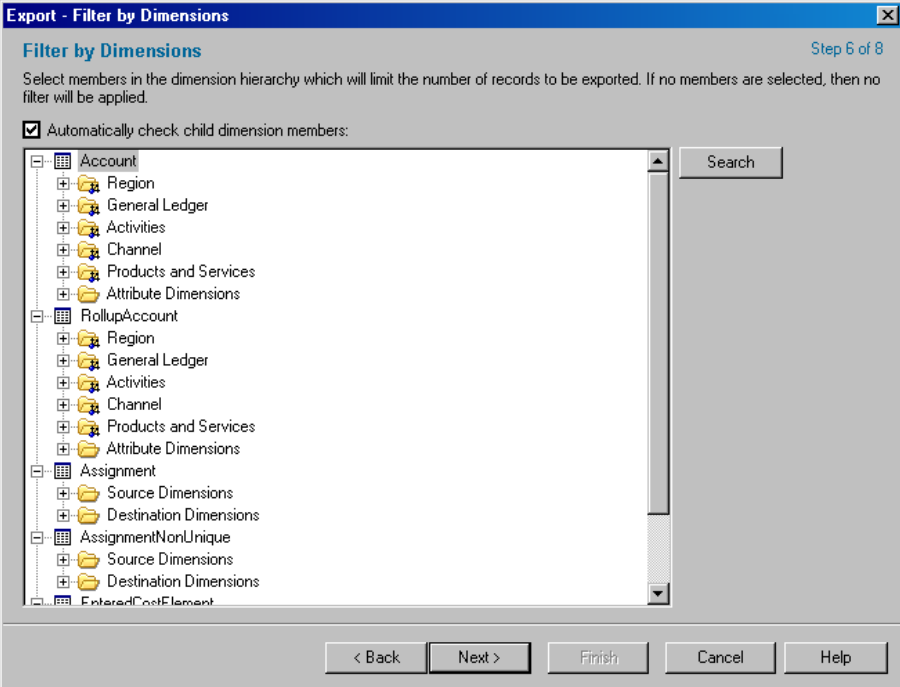 Export - Filter by Dimensions
Filter by Dimensions
Step 6 of 8
Select members in the dimension hierarchy which will limit the number of records to be exported. If no members are selected, then no
filter will be applied.
Automatically check child dimension members:
Account
Search
Region
General Ledger
Activities
Channel
Products and Services
Attribute Dimensions
RollupAccount
Region
General Ledger
Activities
Channel
Products and Services
Attribute Dimensions
Assignment
Source Dimensions
Destination Dimensions
AssignmentNonUnique
Source Dimensions
Destination Dimensions
EnteredCostElement
< Back
Next >
Finish
Cancel
Help